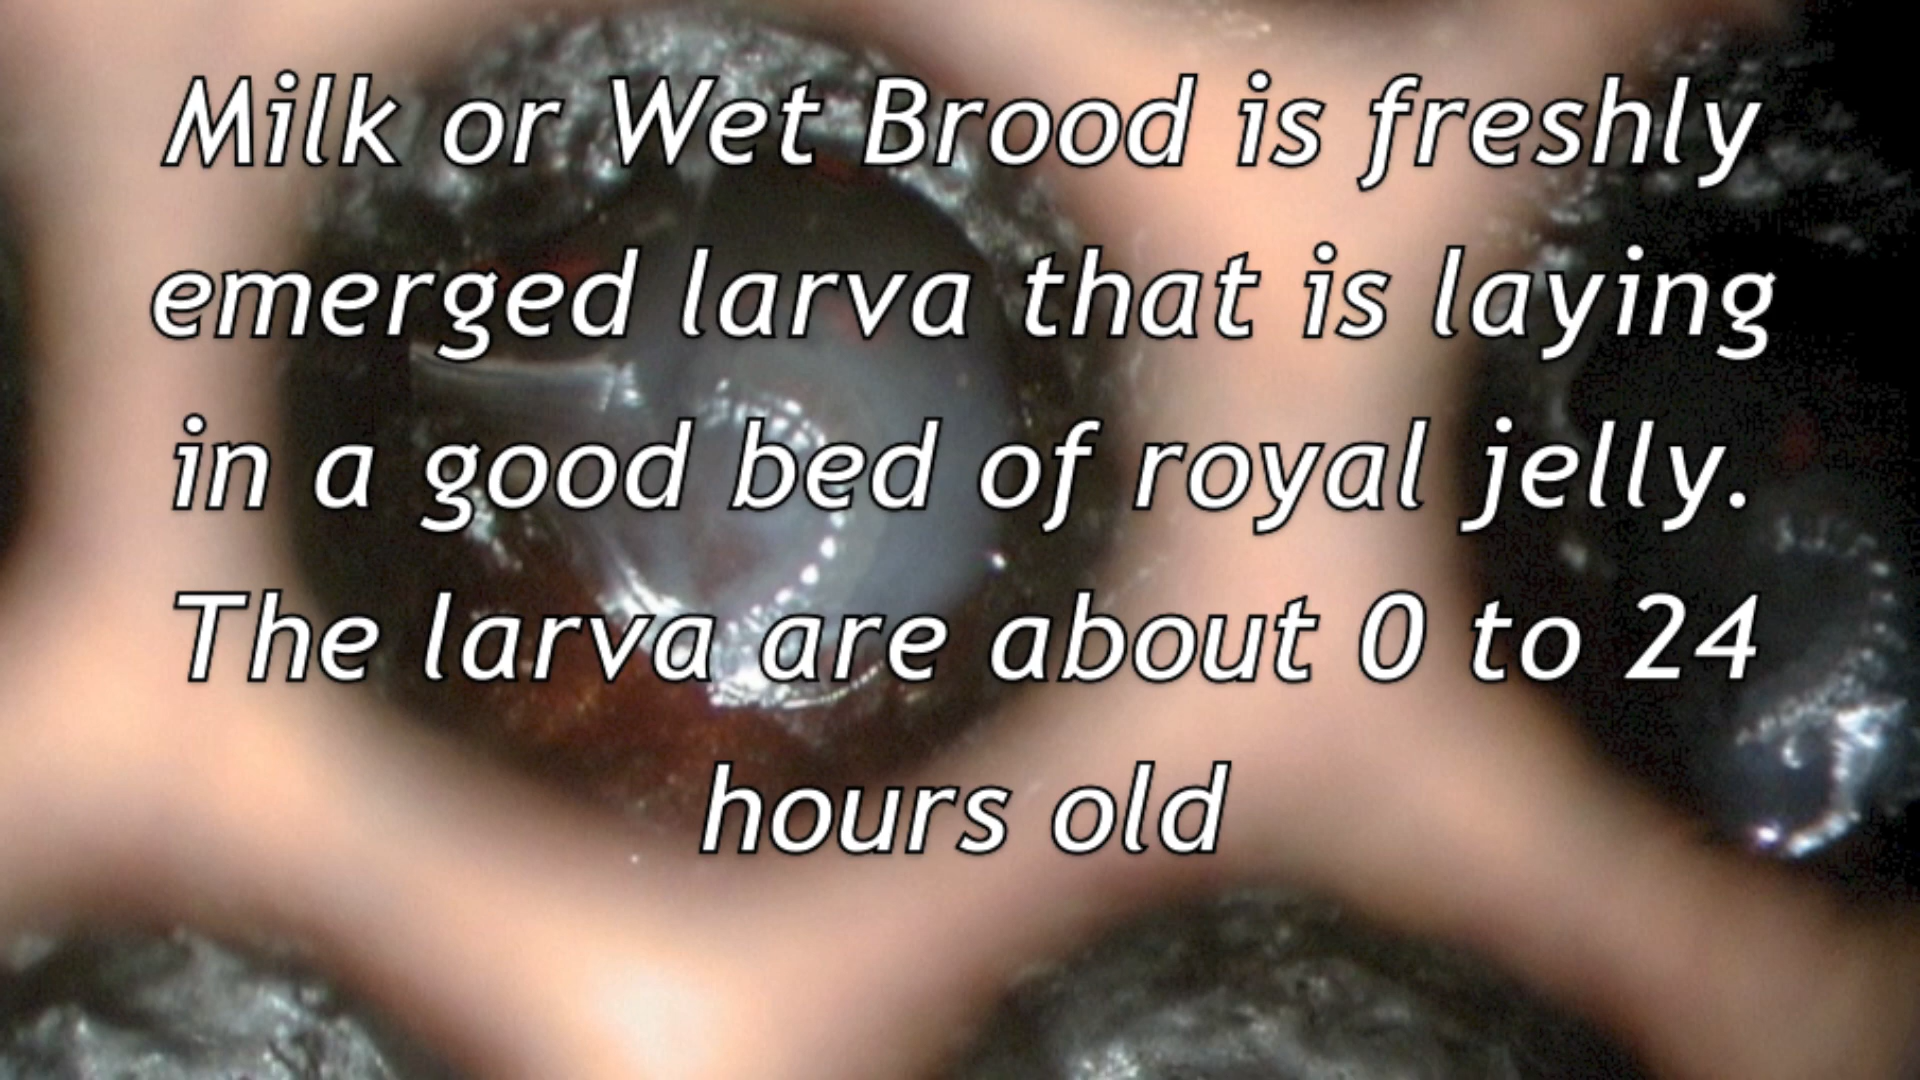 Milk or Wet Brood is freshly
emerged larva that is laying
in a good bed of royal jelly.
The larva are about 0 to 24
hours old